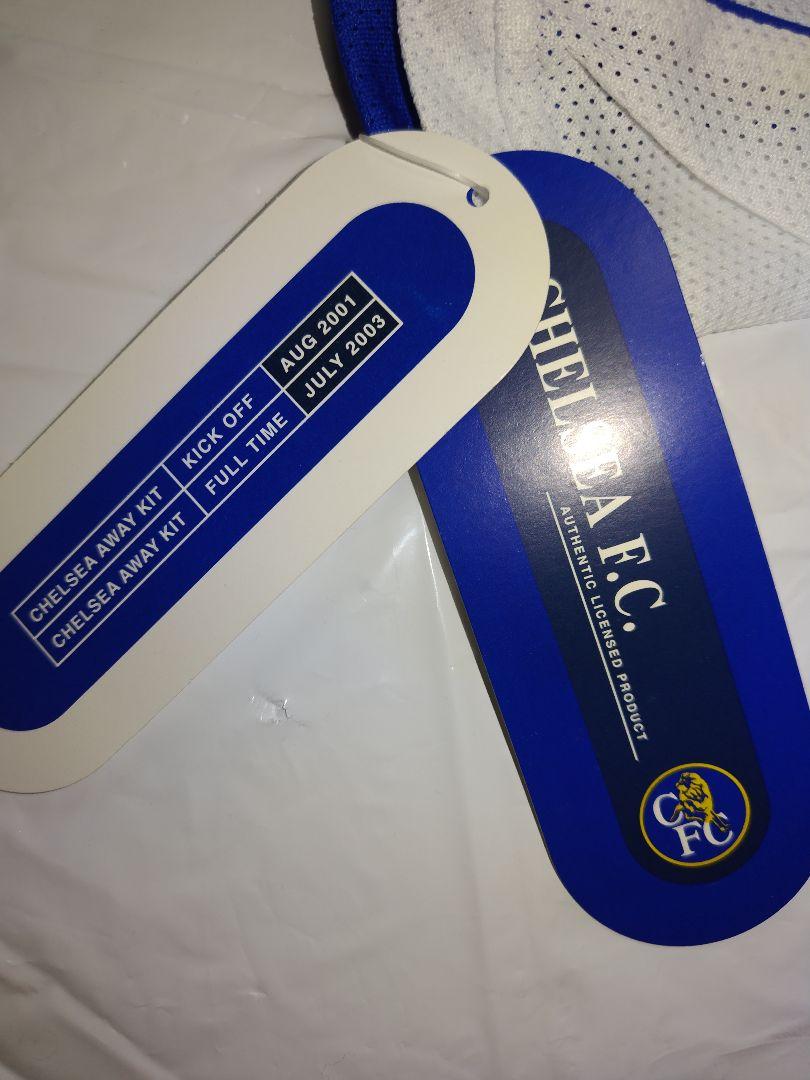 CHELSEA AWAY KIT KICK OFF AUG 2001
CHELSEA AWAY KIT FULL TIME JULY 2003
CHELSEA F.C.
AUTHENTIC LICENSED PRODUCT
CFC